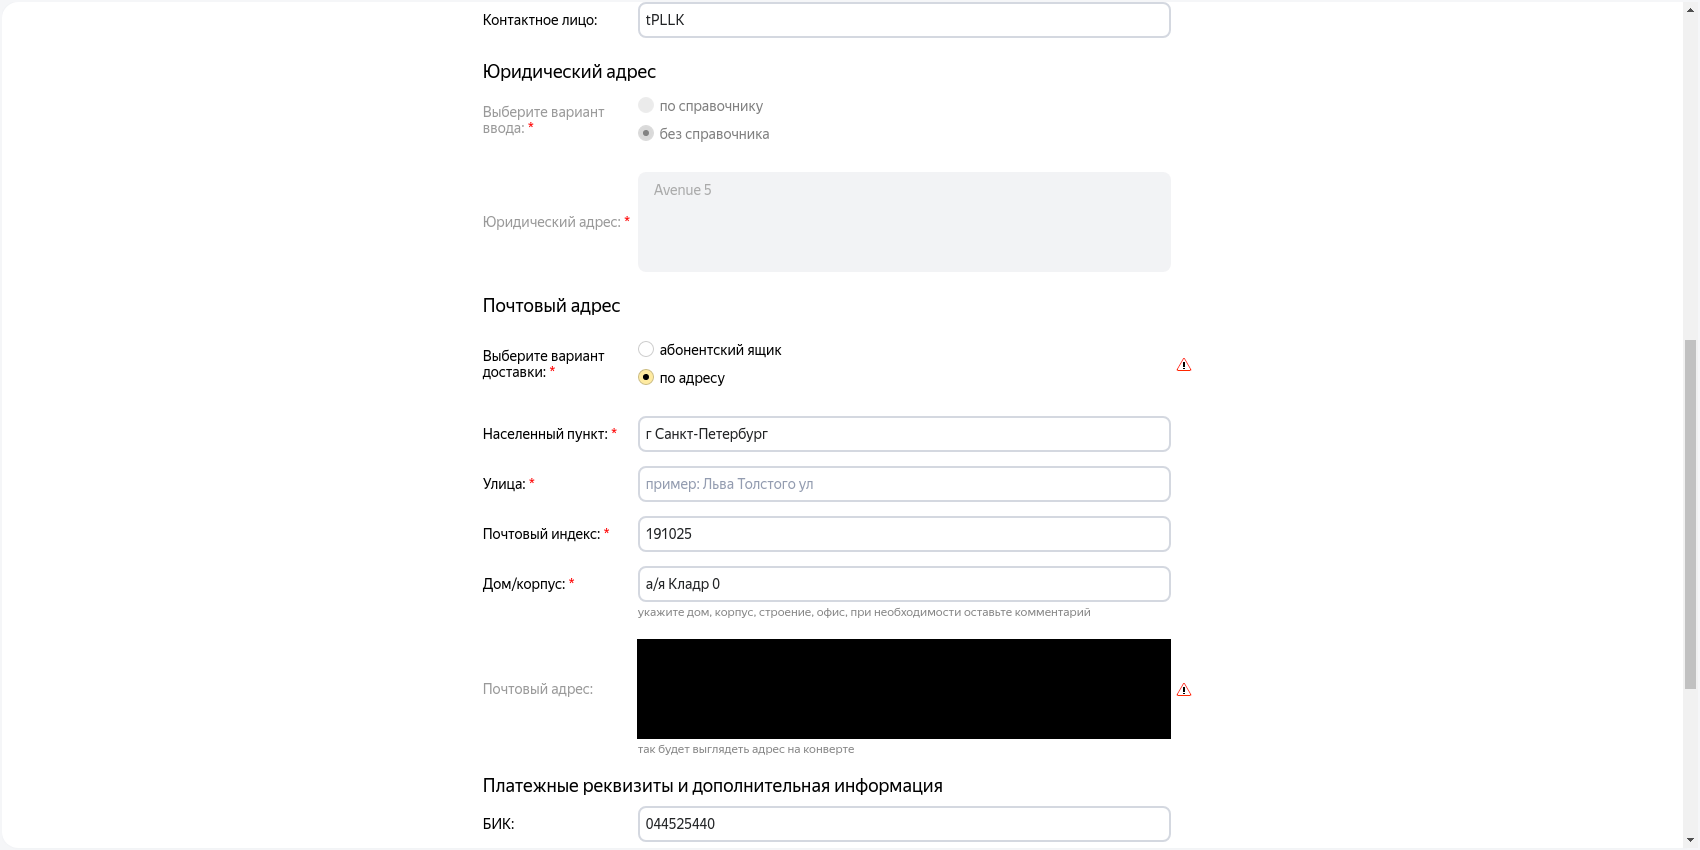 Контактное лицо: tPLLK
Юридический адрес
Выберите вариант
ввода: *
по справочнику
без справочника
Юридический адрес: *
Avenue 5
Почтовый адрес
Выберите вариант
доставки: *
абонентский ящик
по адресу
Населенный пункт: * г Санкт-Петербург
Улица: * пример: Льва Толстого ул
Почтовый индекс: * 191025
Дом/корпус: * а/я Кладр 0
укажите дом, корпус, строение, офис, при необходимости оставьте комментарий
Почтовый адрес:
так будет выглядеть адрес на конверте
Платежные реквизиты и дополнительная информация
БИК: 044525440